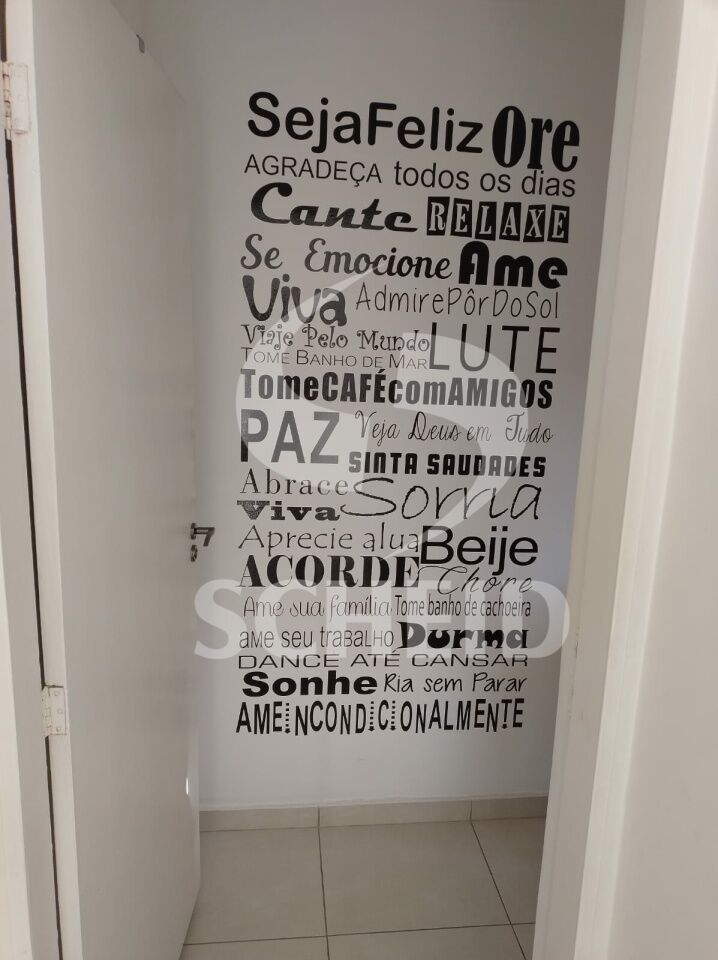 SejaFeliz Ore
AGRADEÇA todos os dias
Cante RELAXE
Se Emocione Ame
Viva AdmirePôrDoSol
Viaje Pelo Mundo LUTE
TOME BANHO DE MAR
TomeCAFÉcomAMIGOS
PAZ Veja Deus em Tudo
SINTA SAUDADES
Abrace Sorria
Viva
Aprecie a lua Beije
ACORDE Chore
SCHEID
Ame sua família Tome banho de cachoeira
aME seu TRabaLHO Durma
DANCE ATÉ CANSAR
Sonhe Ria sem Parar
AMEiNCONDiCiONALMENTE